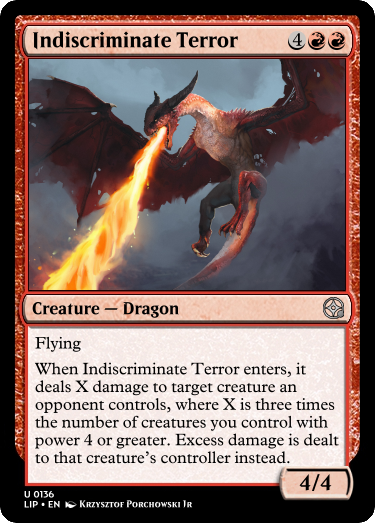 Indiscriminate Terror 4
Creature — Dragon
Flying
When Indiscriminate Terror enters, it
deals X damage to target creature an
opponent controls, where X is three times
the number of creatures you control with
power 4 or greater. Excess damage is dealt
to that creature's controller instead.
4/4
U 0136
LIP • EN Krzysztof Porchowski Jr